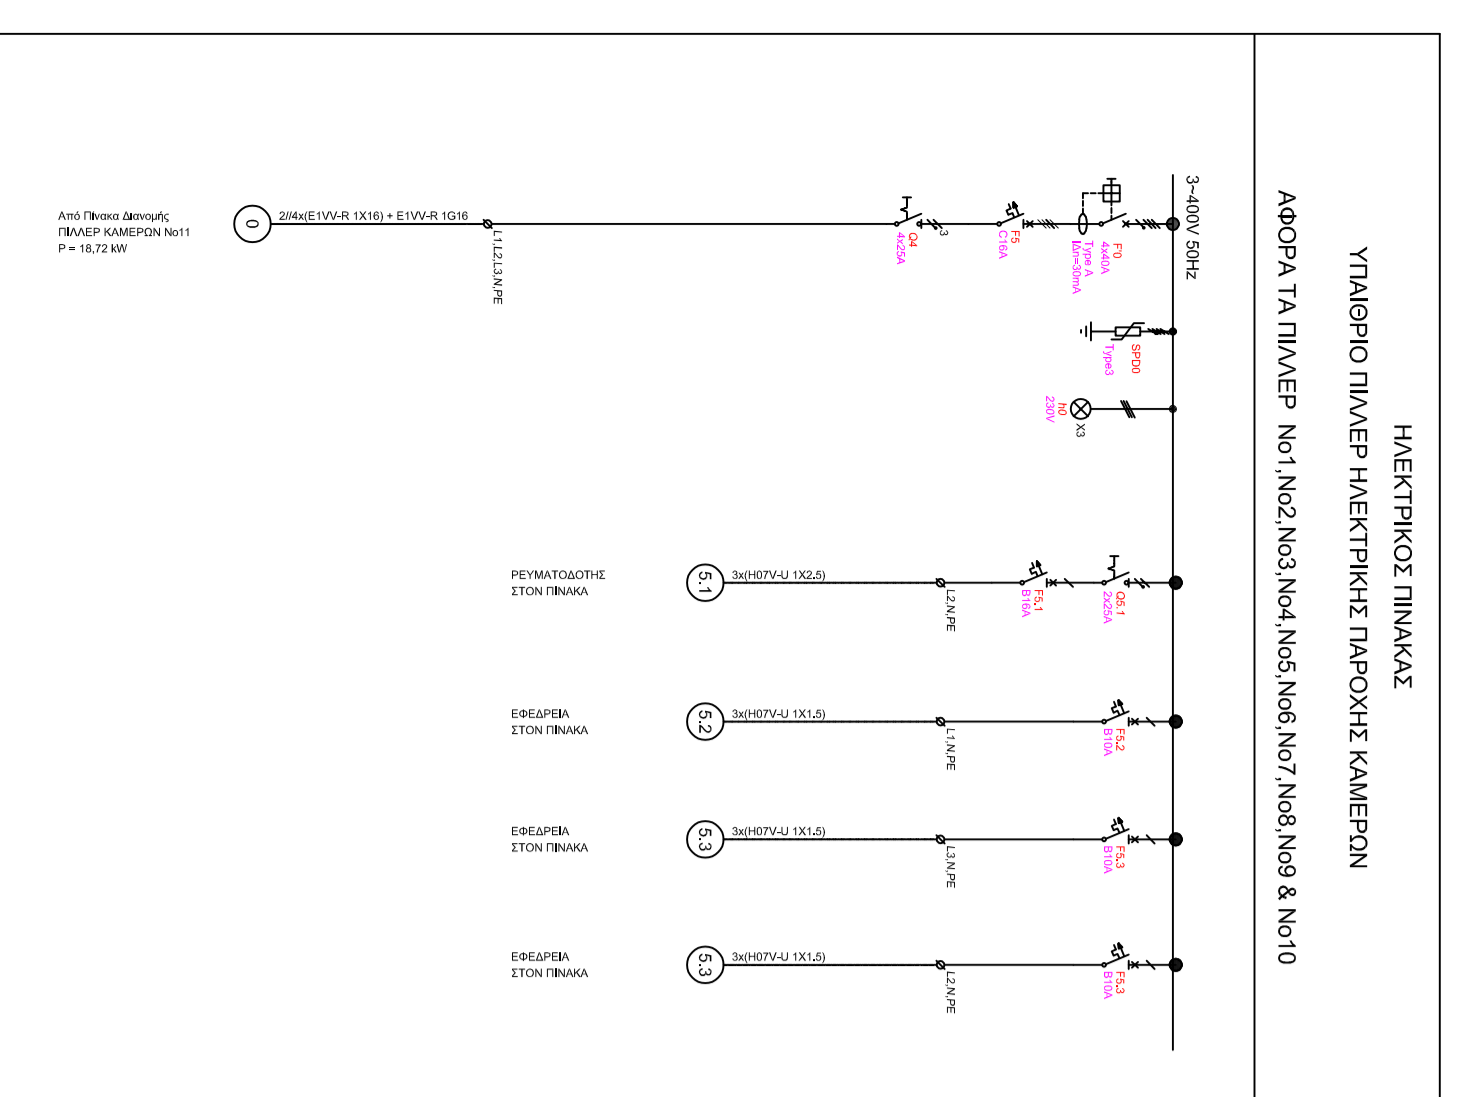 ΗΛΕΚΤΡΙΚΟΣ ΠΙΝΑΚΑΣ
ΥΠΑΙΘΡΙΟ ΠΙΛΛΕΡ ΗΛΕΚΤΡΙΚΗΣ ΠΑΡΟΧΗΣ ΚΑΜΕΡΩΝ
ΑΦΟΡΑ ΤΑ ΠΙΛΛΕΡ No1,No2,No3,No4,No5,No6,No7,No8,No9 & No10
3~400V 50Hz
F'0
4x40A
Type A
IΔn=30mA
F5
C16A
3
Q4
4x25A
L1,L2,L3,N,PE
2//4x(E1VV-R 1X16) + E1VV-R 1G16
0
Από Πίνακα Διανομής
ΠΙΛΛΕΡ ΚΑΜΕΡΩΝ Νο11
P = 18,72 kW
SPD0
Type3
X3
h0
230V
Q5.1
2x25A
F5.1
B16A
L2,N,PE
3x(H07V-U 1X2.5)
5.1
ΡΕΥΜΑΤΟΔΟΤΗΣ
ΣΤΟΝ ΠΙΝΑΚΑ
F5.2
B10A
L1,N,PE
3x(H07V-U 1X1.5)
5.2
ΕΦΕΔΡΕΙΑ
ΣΤΟΝ ΠΙΝΑΚΑ
F5.3
B10A
L3,N,PE
3x(H07V-U 1X1.5)
5.3
ΕΦΕΔΡΕΙΑ
ΣΤΟΝ ΠΙΝΑΚΑ
F5.3
B10A
L2,N,PE
3x(H07V-U 1X1.5)
5.3
ΕΦΕΔΡΕΙΑ
ΣΤΟΝ ΠΙΝΑΚΑ